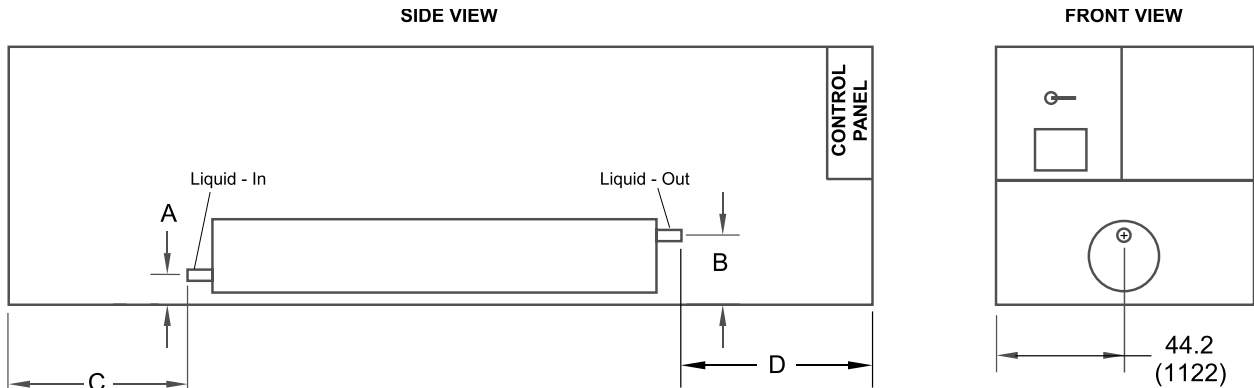 SIDE VIEW
FRONT VIEW
CONTROL
PANEL
Liquid - In
Liquid - Out
A
B
C
D
44.2
(1122)